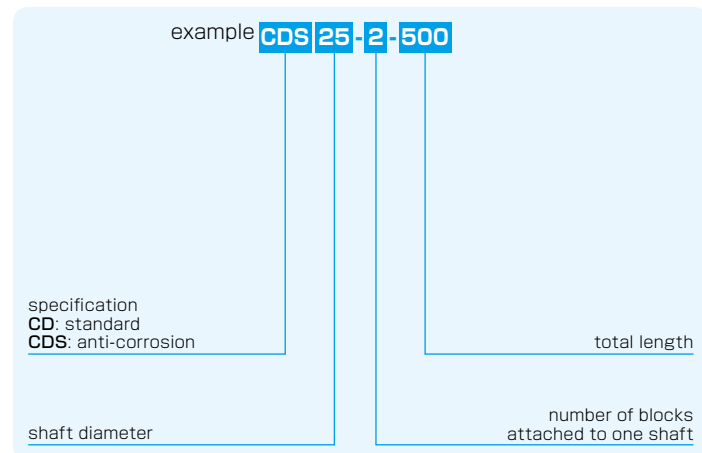 example CDS 25 - 2 - 500
specification
CD: standard
CDS: anti-corrosion
total length
shaft diameter
number of blocks
attached to one shaft